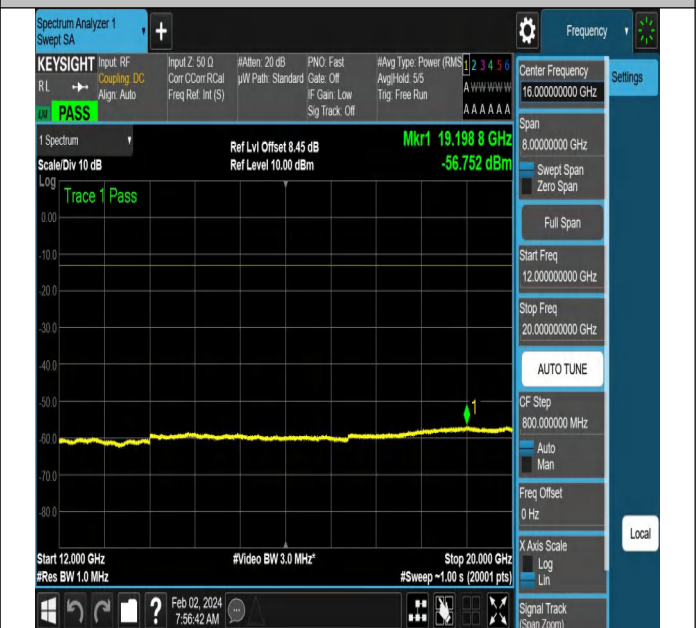 Spectrum Analyzer 1
Swept SA
Frequency
KEYSIGHT
RL
Input: RF
Coupling: DC
Align: Auto
Input Z: 50 Ω
Corr CCorr RCal
Freq Ref: Int (S)
#Atten: 20 dB
µW Path: Standard
PNO: Fast
Gate: Off
IF Gain: Low
Sig Track: Off
#Avg Type: Power (RMS
Avg|Hold: 5/5
Trig: Free Run
1 2 3 4 5 6
A W W W W W
A A A A A A
PASS
1 Spectrum
Scale/Div 10 dB
Ref Lvl Offset 8.45 dB
Ref Level 10.00 dBm
Mkr1 19.198 8 GHz
-56.752 dBm
Log
Trace 1 Pass
0.00
-10.0
-20.0
-30.0
-40.0
-50.0
-60.0
-70.0
-80.0
1
Start 12.000 GHz
#Res BW 1.0 MHz
#Video BW 3.0 MHz*
Stop 20.000 GHz
#Sweep ~1.00 s (20001 pts)
Center Frequency
16.000000000 GHz
Settings
Span
8.00000000 GHz
Swept Span
Zero Span
Full Span
Start Freq
12.000000000 GHz
Stop Freq
20.000000000 GHz
AUTO TUNE
CF Step
800.000000 MHz
Auto
Man
Freq Offset
0 Hz
X Axis Scale
Log
Lin
Local
Signal Track
(Span Zoom)
?
Feb 02, 2024
7:56:42 AM